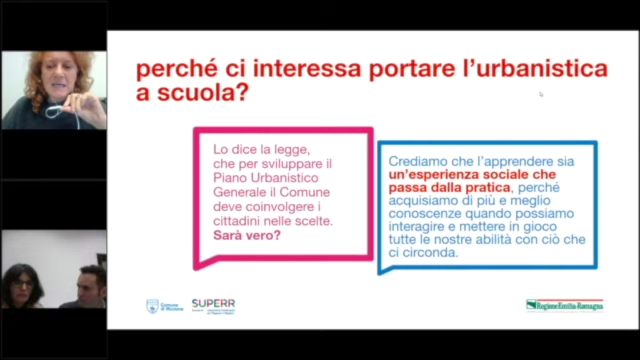 perché ci interessa portare l'urbanistica
a scuola?
Lo dice la legge,
che per sviluppare il
Piano Urbanistico
Generale il Comune
deve coinvolgere i
cittadini nelle scelte.
Sarà vero?
Crediamo che l'apprendere sia
un'esperienza sociale che
passa dalla pratica, perché
acquisiamo di più e meglio
conoscenze quando possiamo
interagire e mettere in gioco
tutte le nostre abilità con ciò che
ci circonda.
Comune
di Riccione
SUPERR
Regione Emilia-Romagna